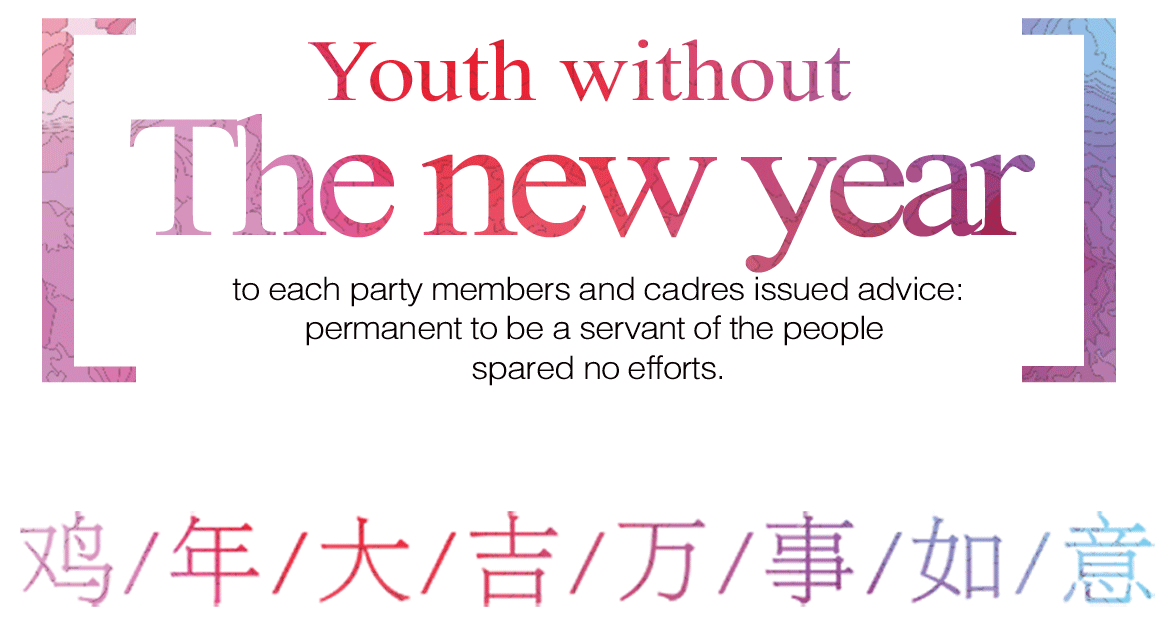 Youth without
The new year
to each party members and cadres issued advice:
permanent to be a servant of the people
spared no efforts.
鸡/年/大/吉/万/事/如/意